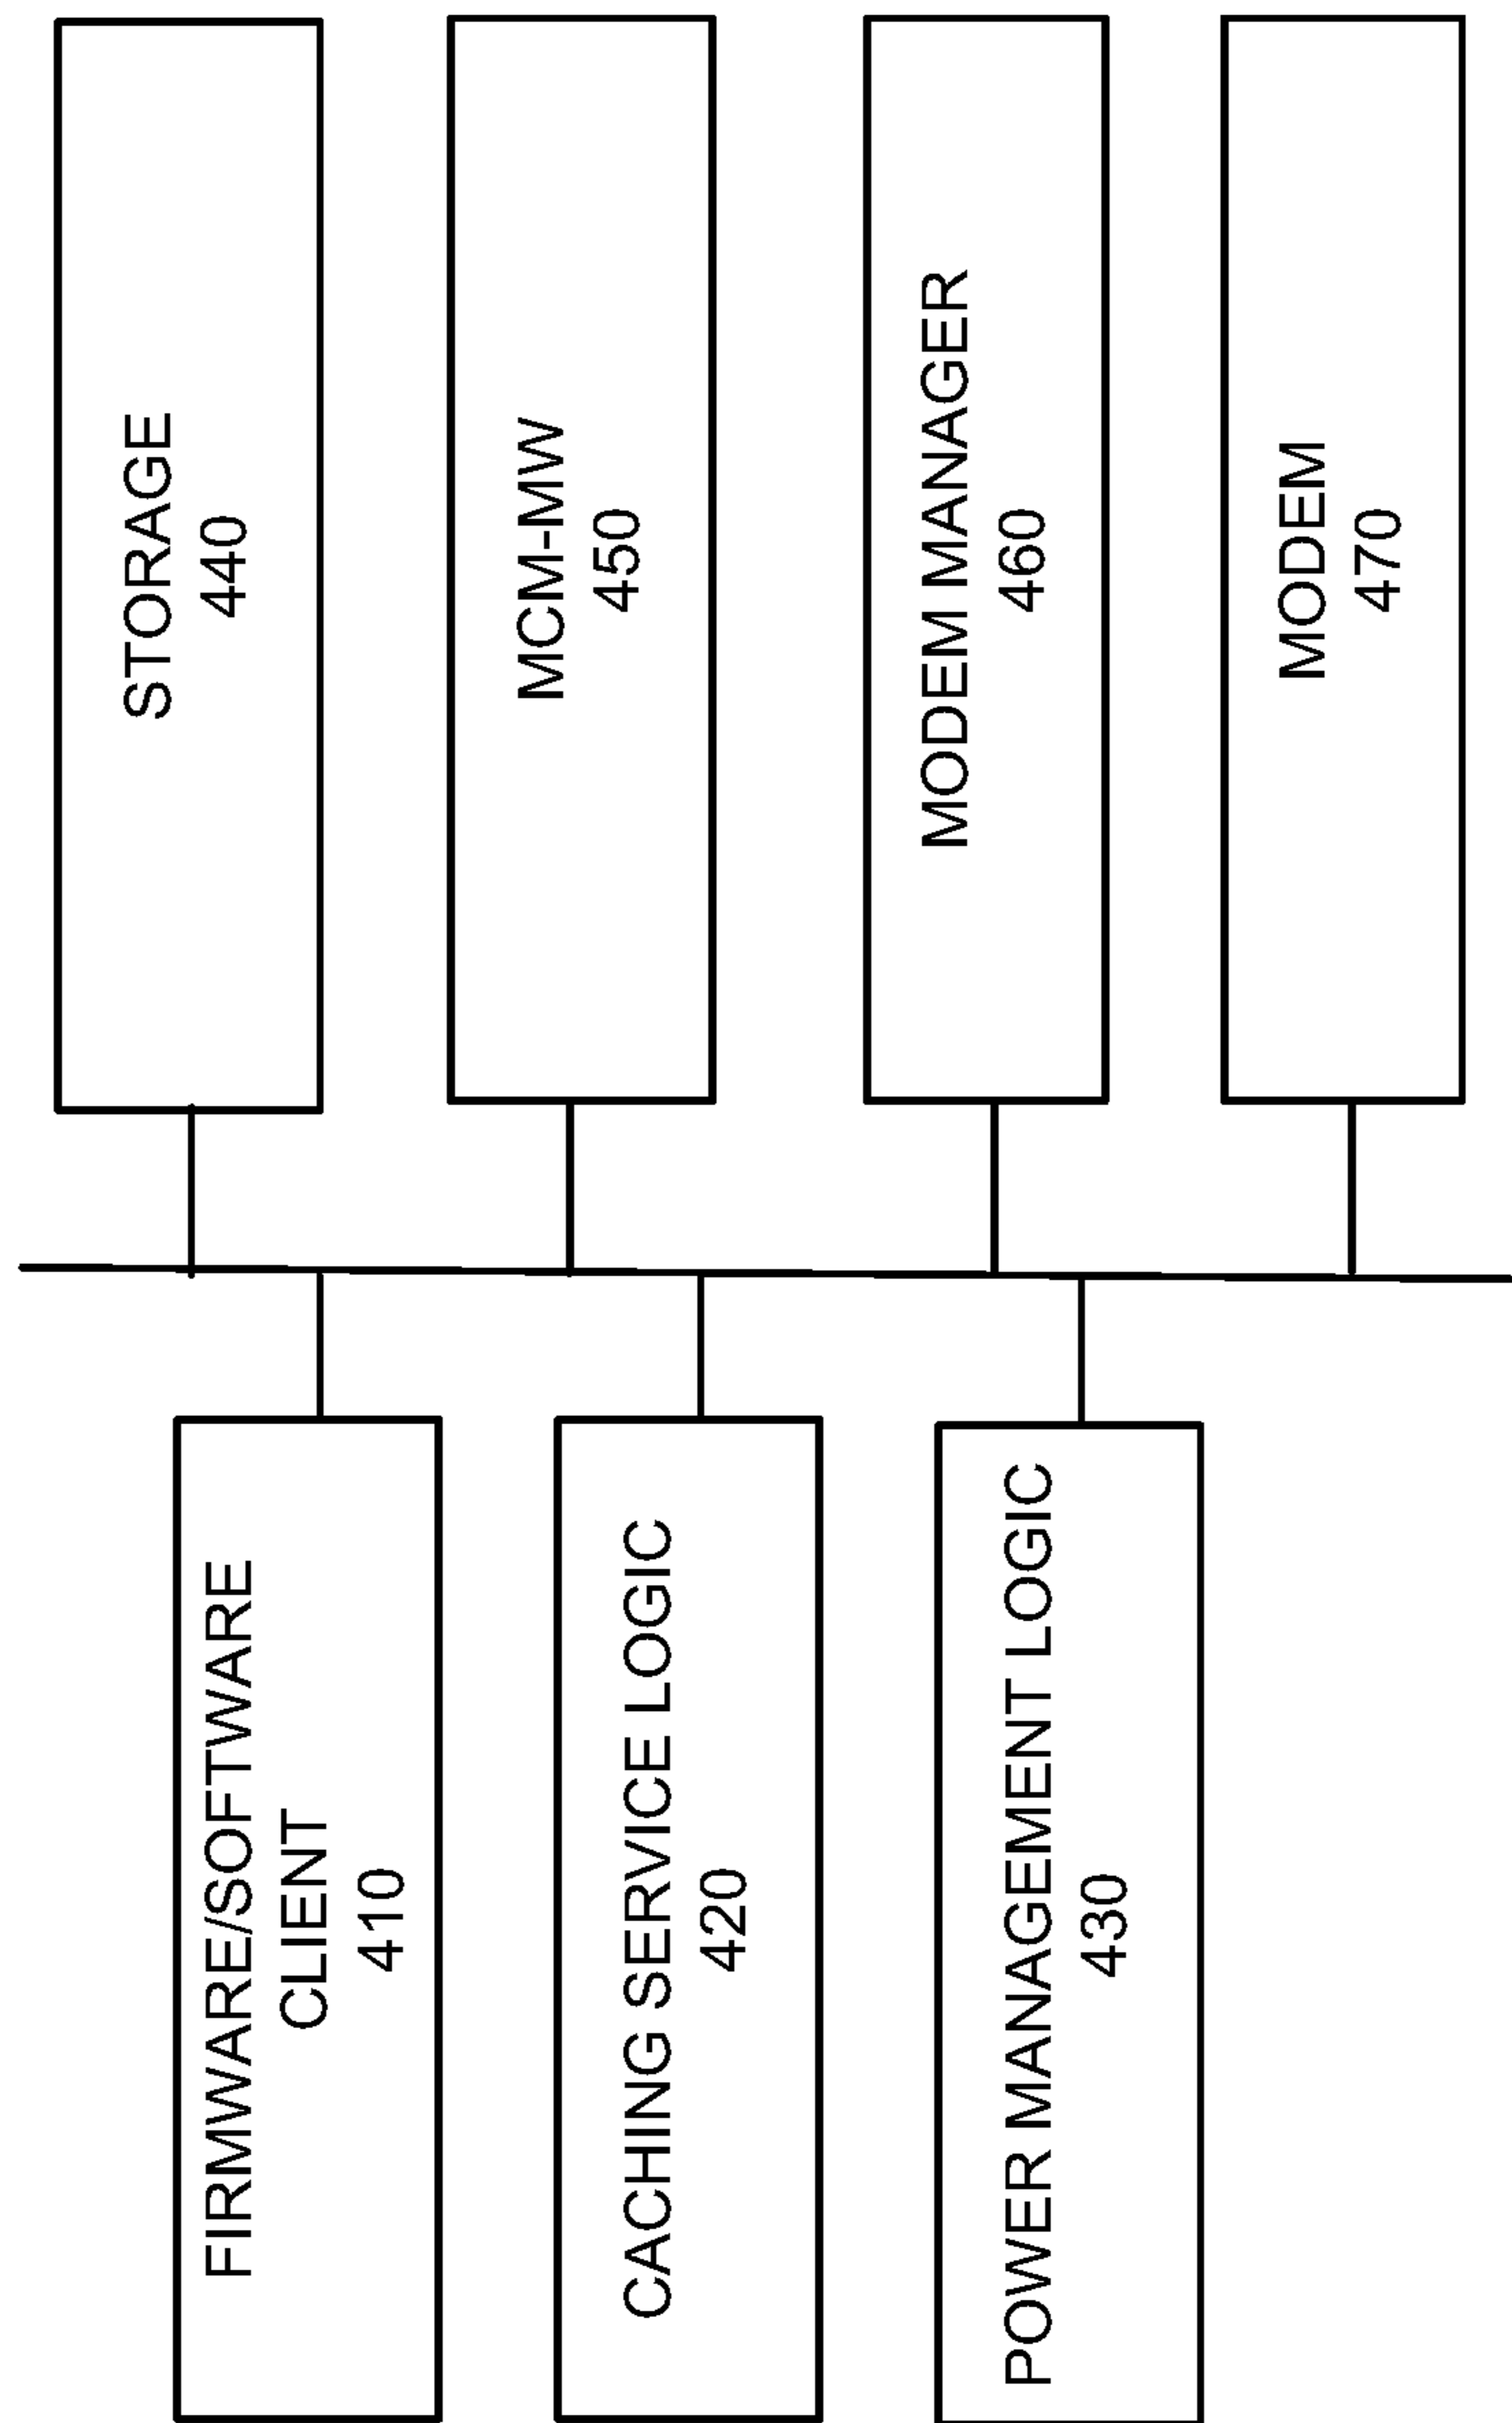 FIRMWARE/SOFTWARE
CLIENT
410
CACHING SERVICE LOGIC
420
POWER MANAGEMENT LOGIC
430
STORAGE
440
MCM-MW
450
MODEM MANAGER
460
MODEM
470